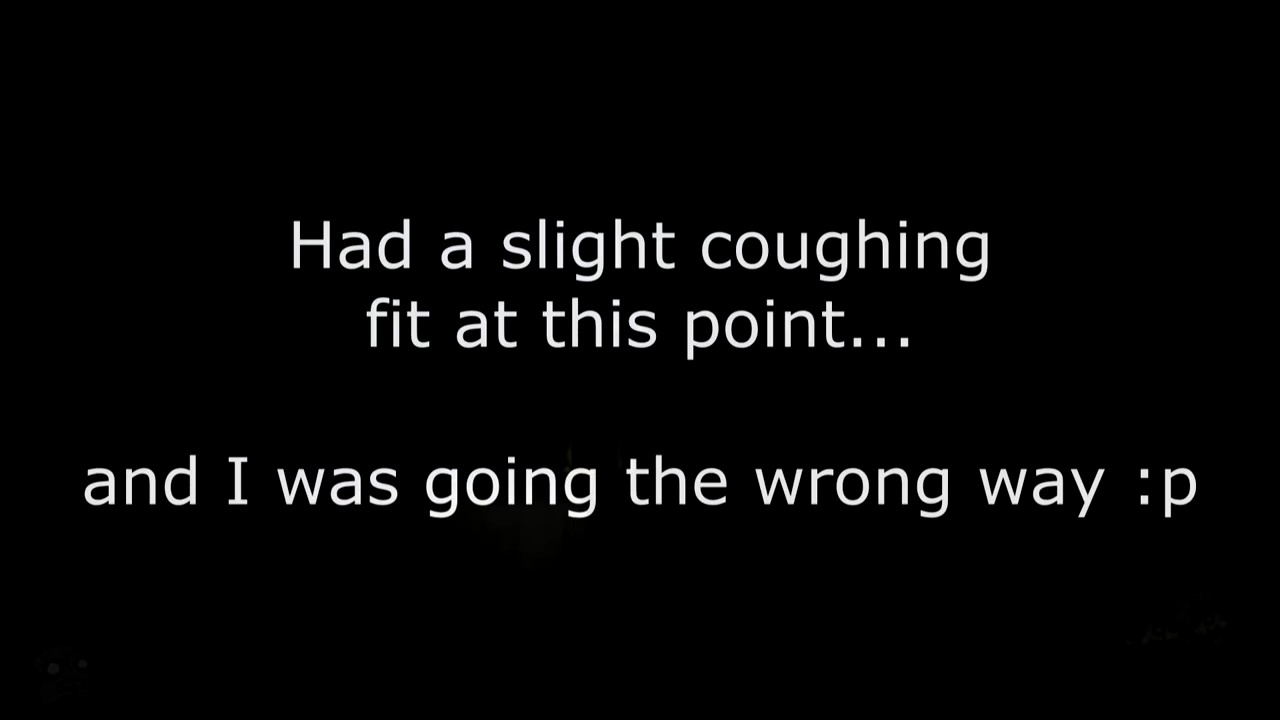 Had a slight coughing
fit at this point...
and I was going the wrong way :p